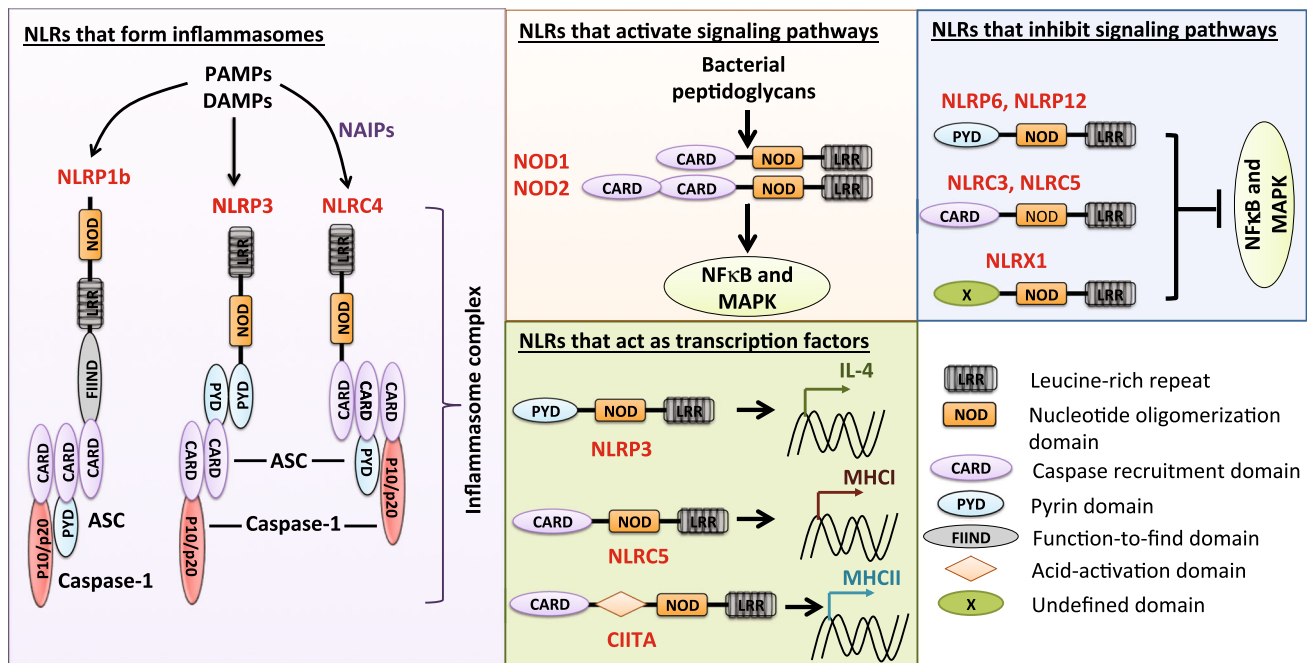 NLRs that form inflammasomes
PAMPs
DAMPs
NAIPs
NLRP1b
NLRP3
NLRC4
NOD
LRR
FIIND
CARD
CARD
CARD
PYD
P10/p20
ASC
Caspase-1
LRR
NOD
PYD
PYD
CARD
CARD
P10/p20
LRR
NOD
CARD
CARD
CARD
PYD
P10/p20
ASC
Caspase-1
Inflammasome complex
NLRs that activate signaling pathways
Bacterial
peptidoglycans
NOD1
CARD NOD LRR
NOD2
CARD CARD NOD LRR
NFκB and
MAPK
NLRs that inhibit signaling pathways
NLRP6, NLRP12
PYD NOD LRR
NLRC3, NLRC5
CARD NOD LRR
NLRX1
X NOD LRR
NFκB and
MAPK
NLRs that act as transcription factors
IL-4
PYD NOD LRR
NLRP3
MHCI
CARD NOD LRR
NLRC5
MHCII
CARD NOD LRR
CIITA
LRR Leucine-rich repeat
NOD Nucleotide oligomerization
domain
CARD Caspase recruitment domain
PYD Pyrin domain
FIIND Function-to-find domain
Acid-activation domain
X Undefined domain